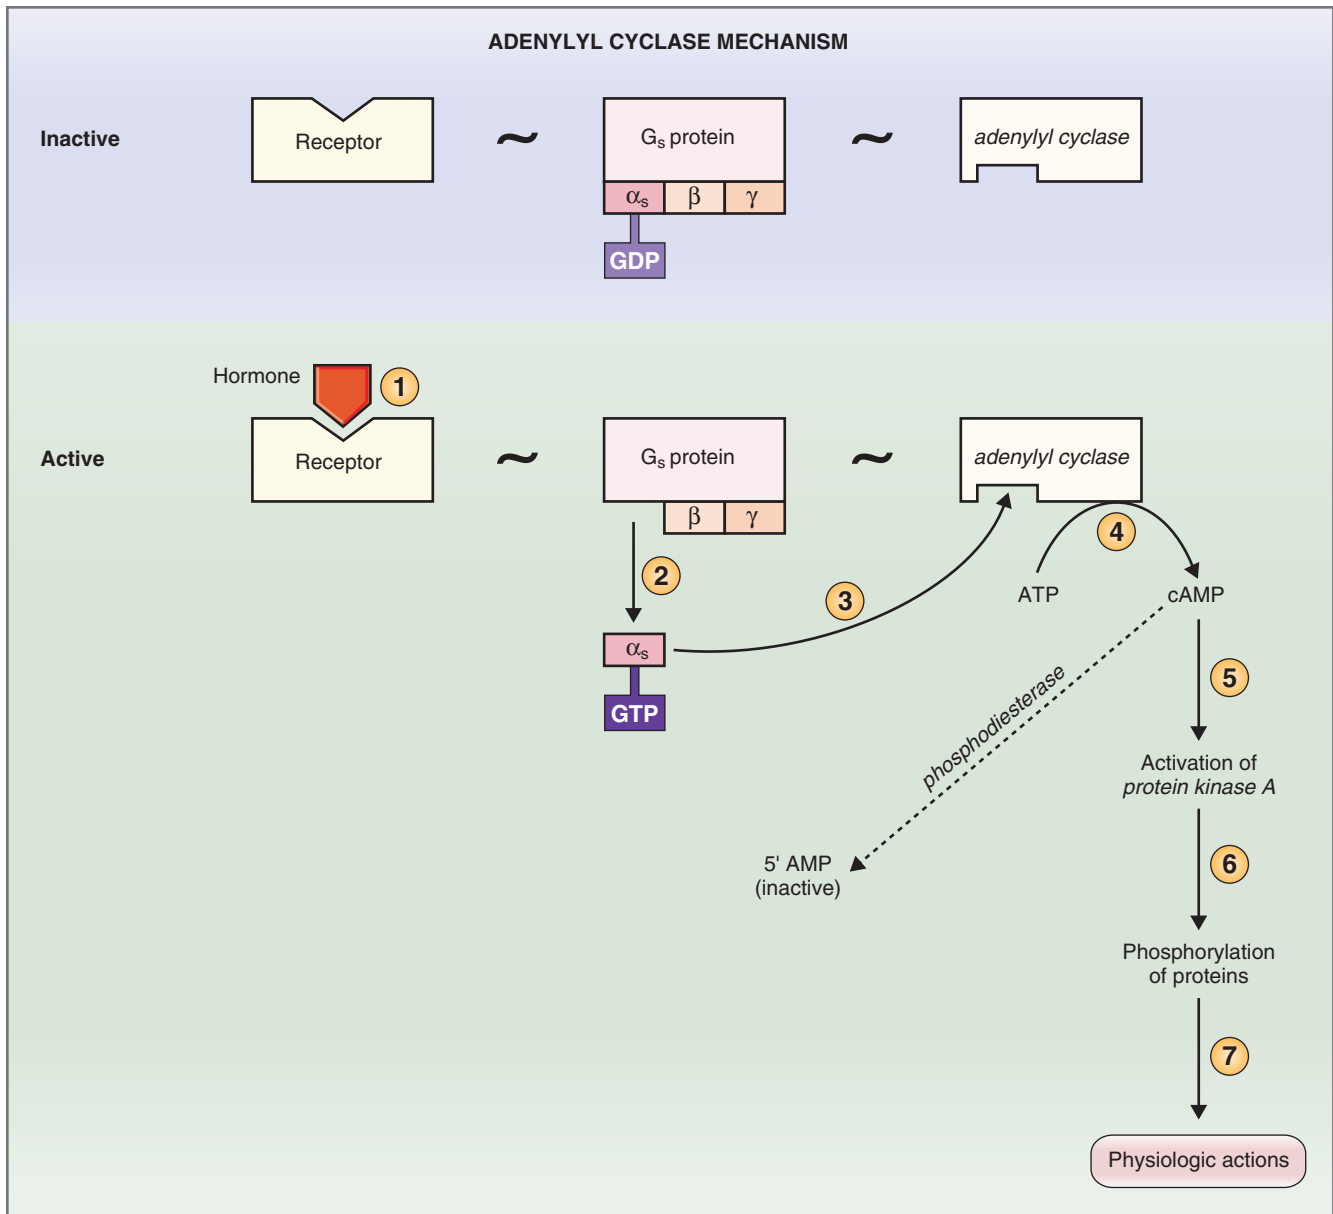 ADENYLYL CYCLASE MECHANISM
Inactive
Receptor
~
Gs protein
~
adenylyl cyclase
αs
β
γ
GDP
Hormone
1
Active
Receptor
~
Gs protein
~
adenylyl cyclase
β
γ
2
3
4
ATP
cAMP
αs
GTP
phosphodiesterase
5
Activation of
protein kinase A
5' AMP
(inactive)
6
Phosphorylation
of proteins
7
Physiologic actions